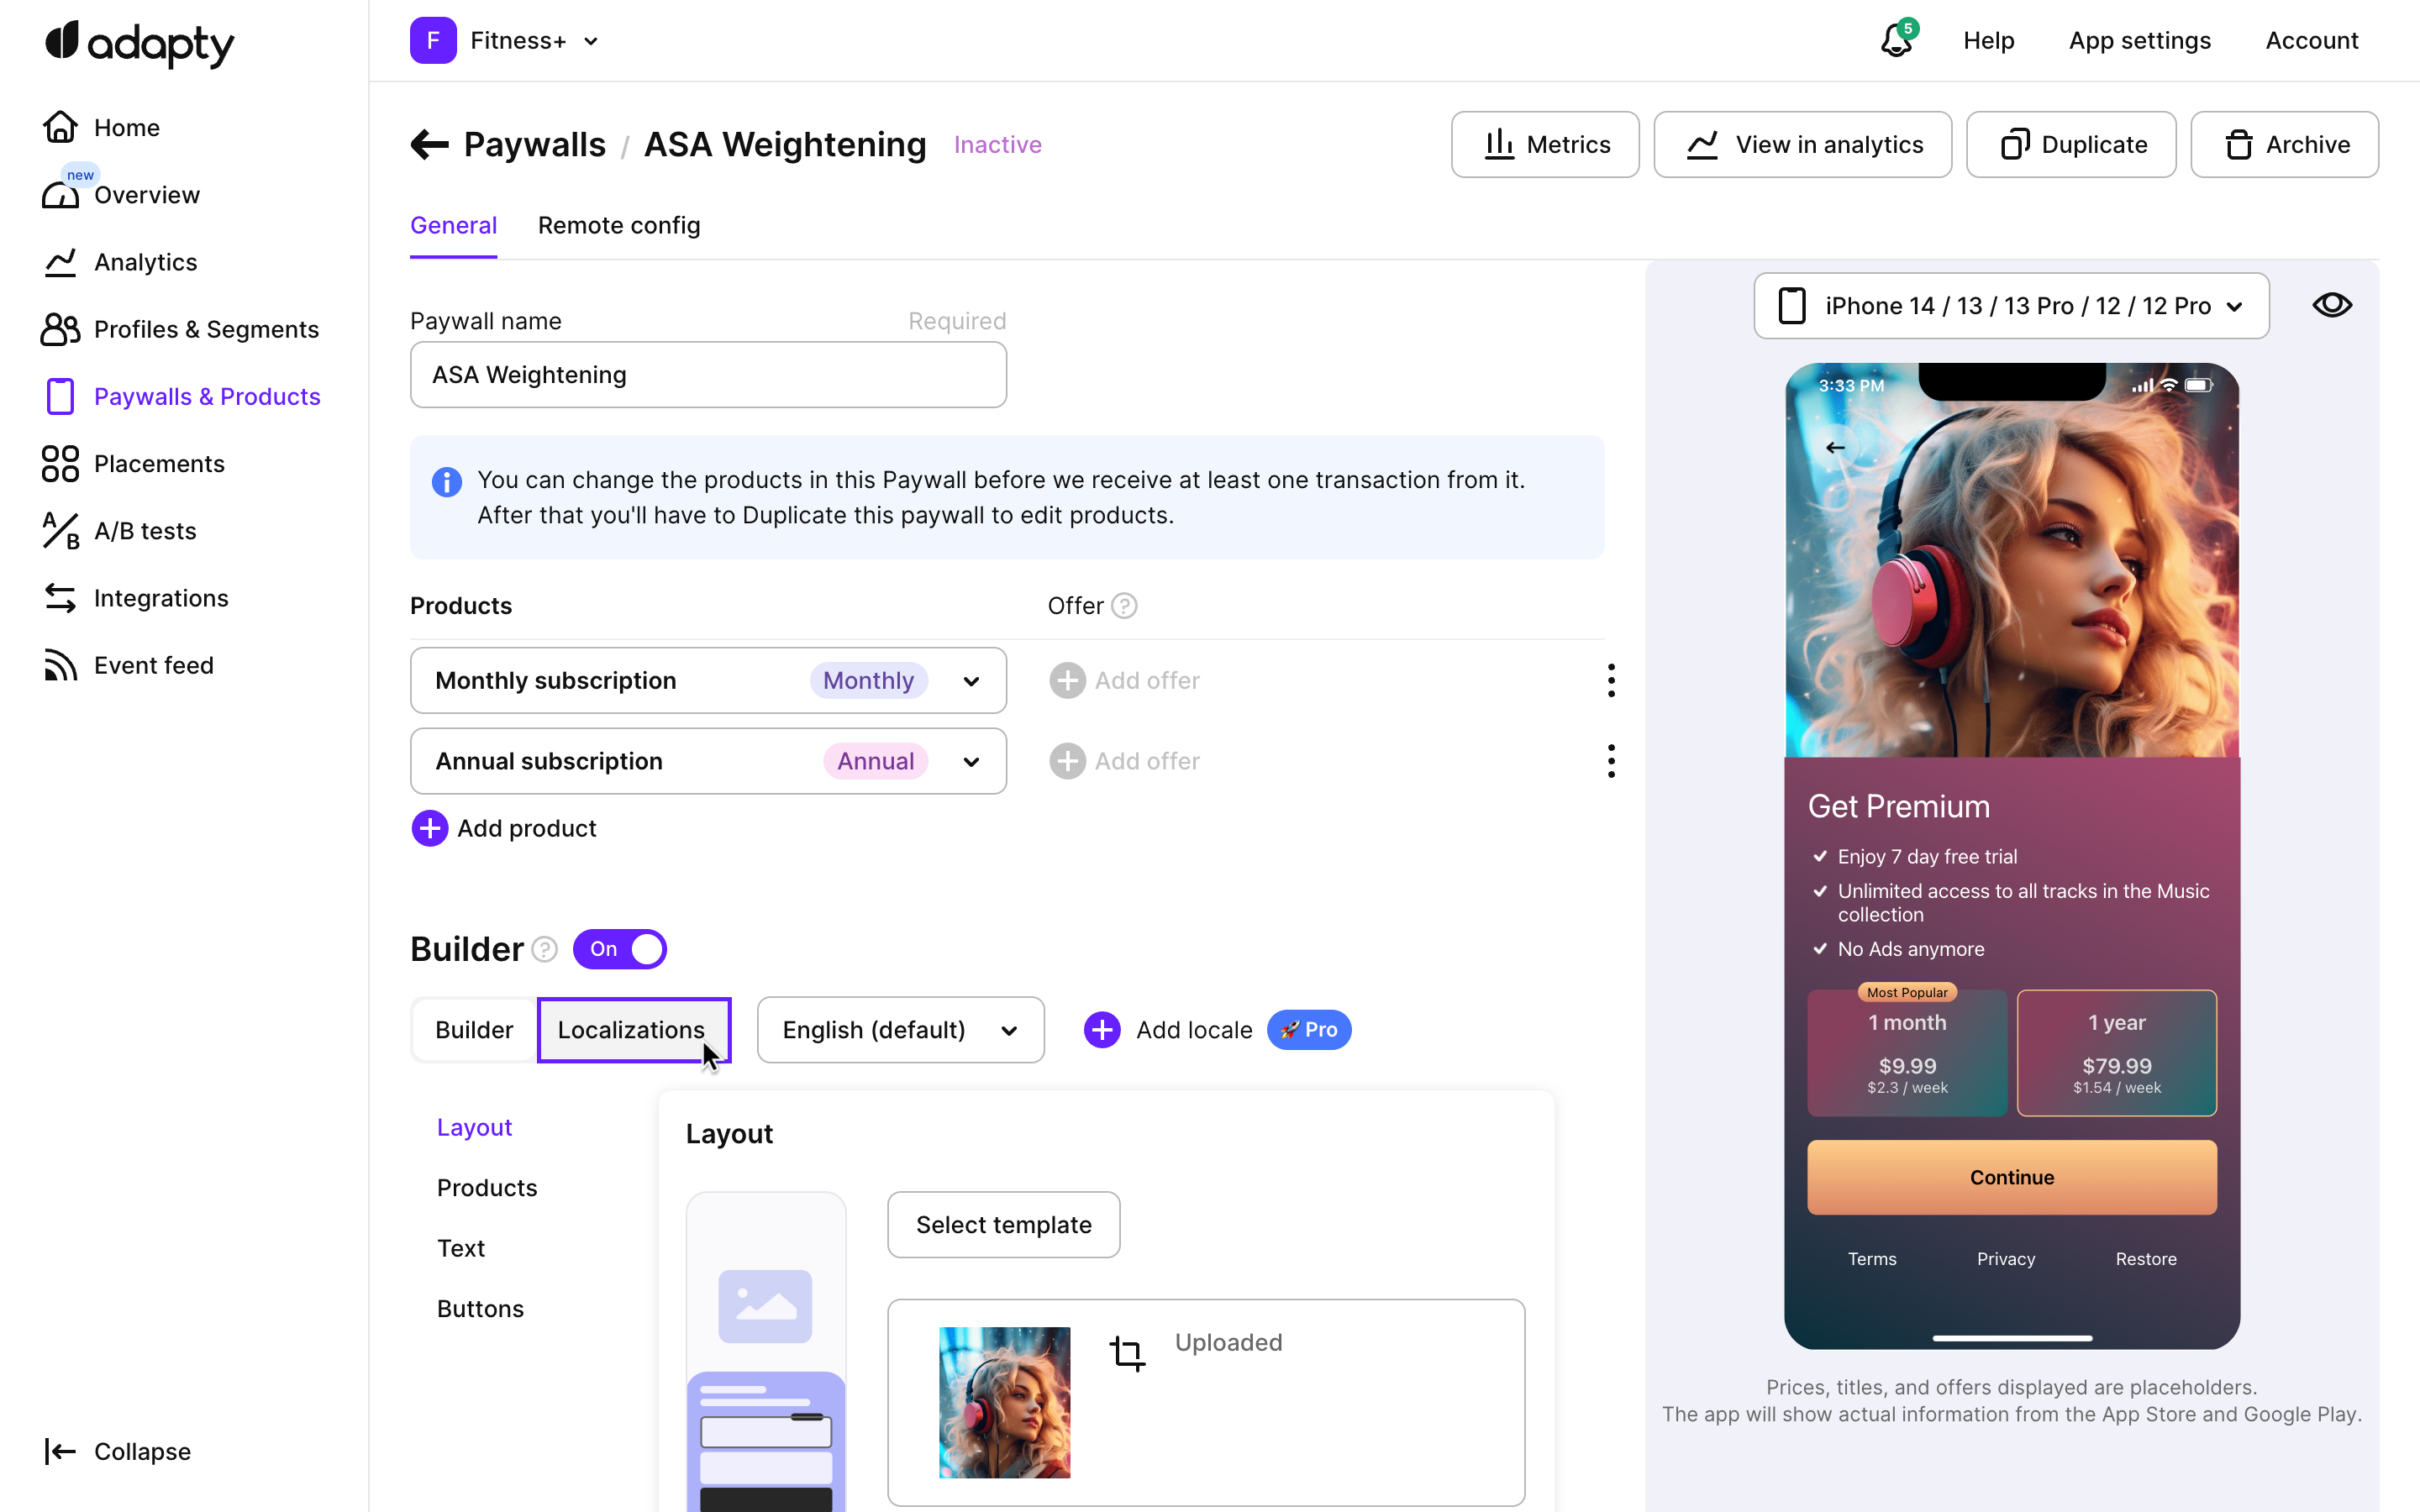 adapty
F Fitness+
5
Help
App settings
Account
Home
new
Overview
Analytics
Profiles & Segments
Paywalls & Products
Placements
A/B tests
Integrations
Event feed
Collapse
Paywalls / ASA Weightening Inactive
Metrics
View in analytics
Duplicate
Archive
General Remote config
Paywall name Required
ASA Weightening
You can change the products in this Paywall before we receive at least one transaction from it.
After that you'll have to Duplicate this paywall to edit products.
Products Offer ?
Monthly subscription Monthly Add offer
Annual subscription Annual Add offer
Add product
Builder ? On
Builder Localizations English (default) Add locale Pro
Layout
Products
Text
Buttons
Layout
Select template
Uploaded
iPhone 14 / 13 / 13 Pro / 12 / 12 Pro
3:33 PM
Get Premium
Enjoy 7 day free trial
Unlimited access to all tracks in the Music
collection
No Ads anymore
Most Popular
1 month
$9.99
$2.3 / week
1 year
$79.99
$1.54 / week
Continue
Terms Privacy Restore
Prices, titles, and offers displayed are placeholders.
The app will show actual information from the App Store and Google Play.